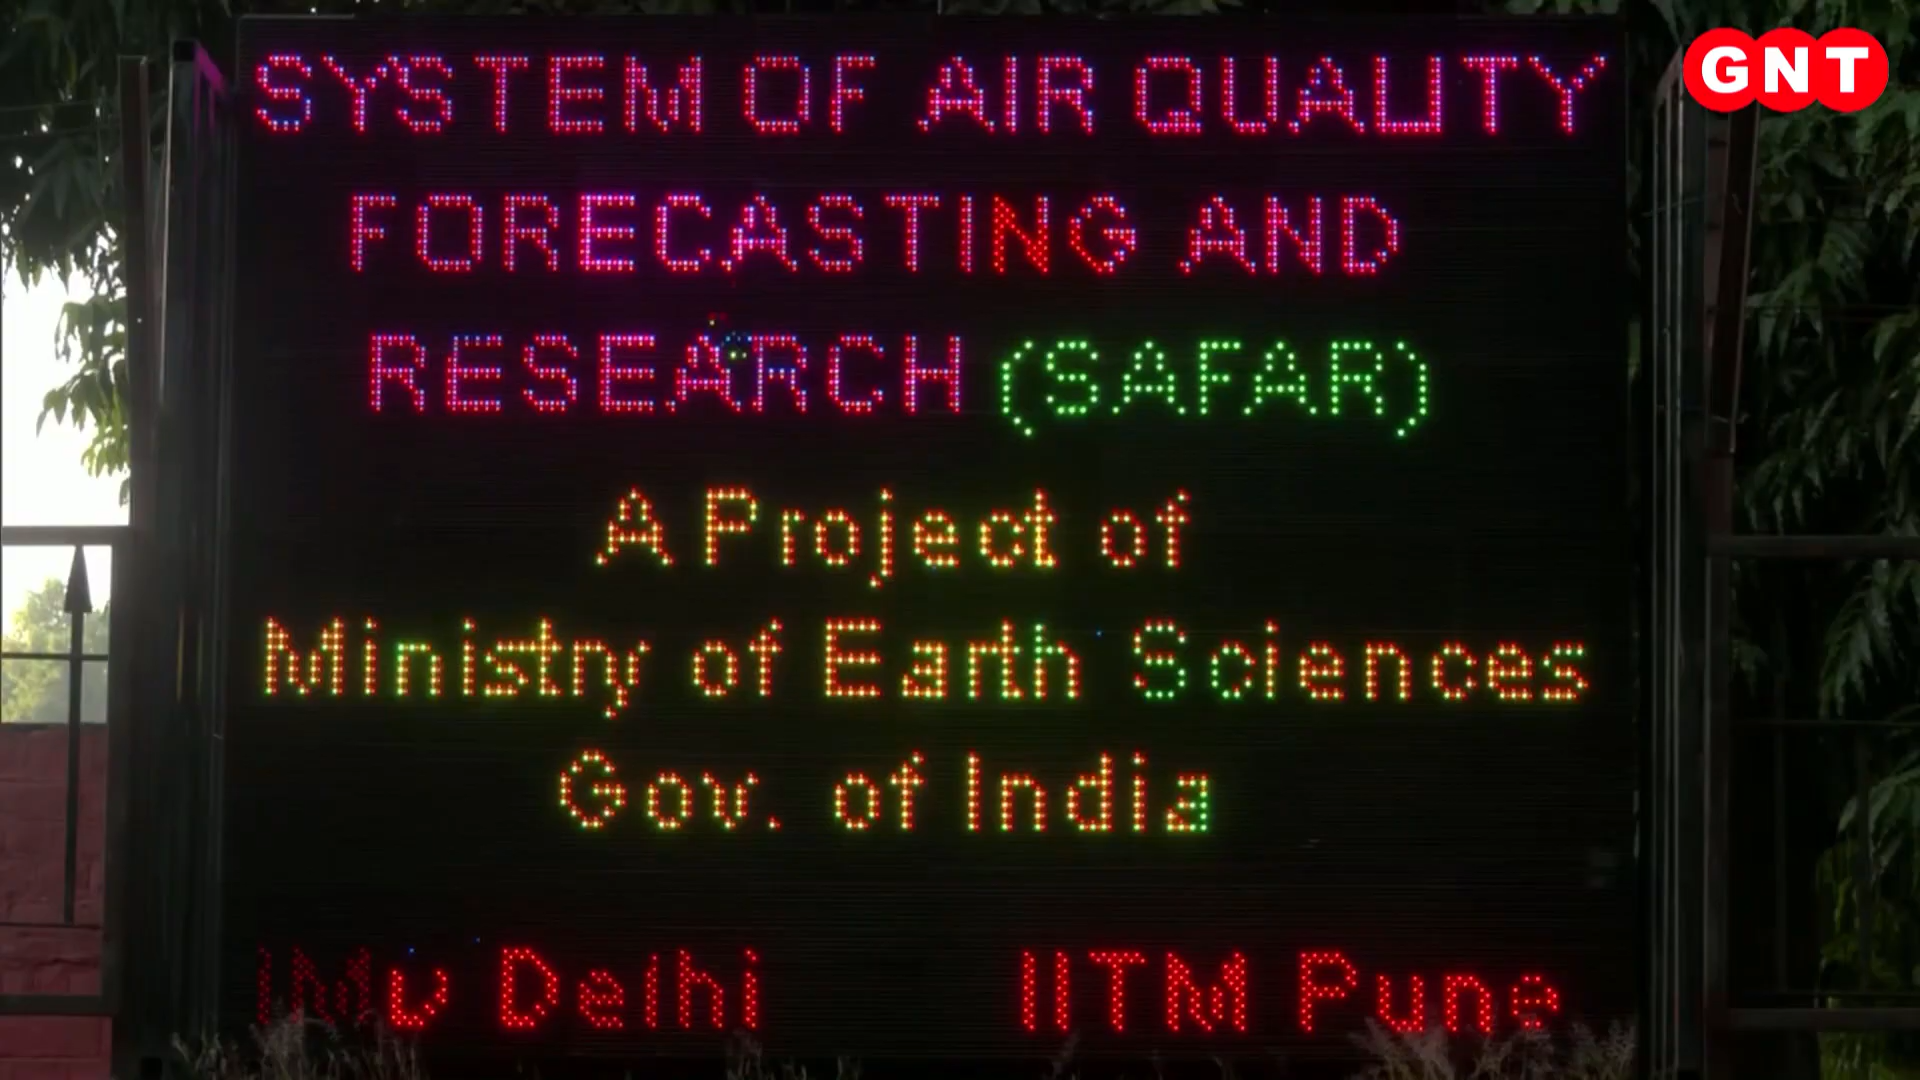 GNT
SYSTEM OF AIR QUALITY
FORECASTING AND
RESEARCH (SAFAR)
A Project of
Ministry of Earth Sciences
Gov. of India
Delhi IITM Pune